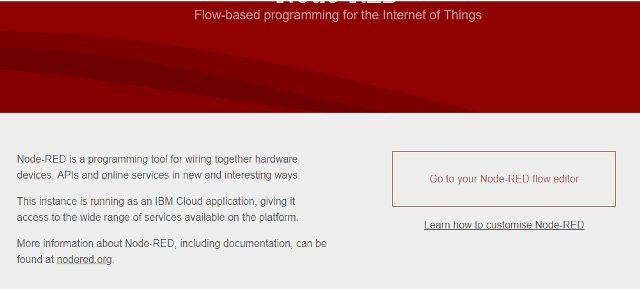 Node-RED
Flow-based programming for the Internet of Things
Node-RED is a programming tool for wiring together hardware
devices, APIs and online services in new and interesting ways.
This instance is running as an IBM Cloud application, giving it
access to the wide range of services available on the platform.
More information about Node-RED, including documentation, can be
found at nodered.org.
Go to your Node-RED flow editor
Learn how to customise Node-RED